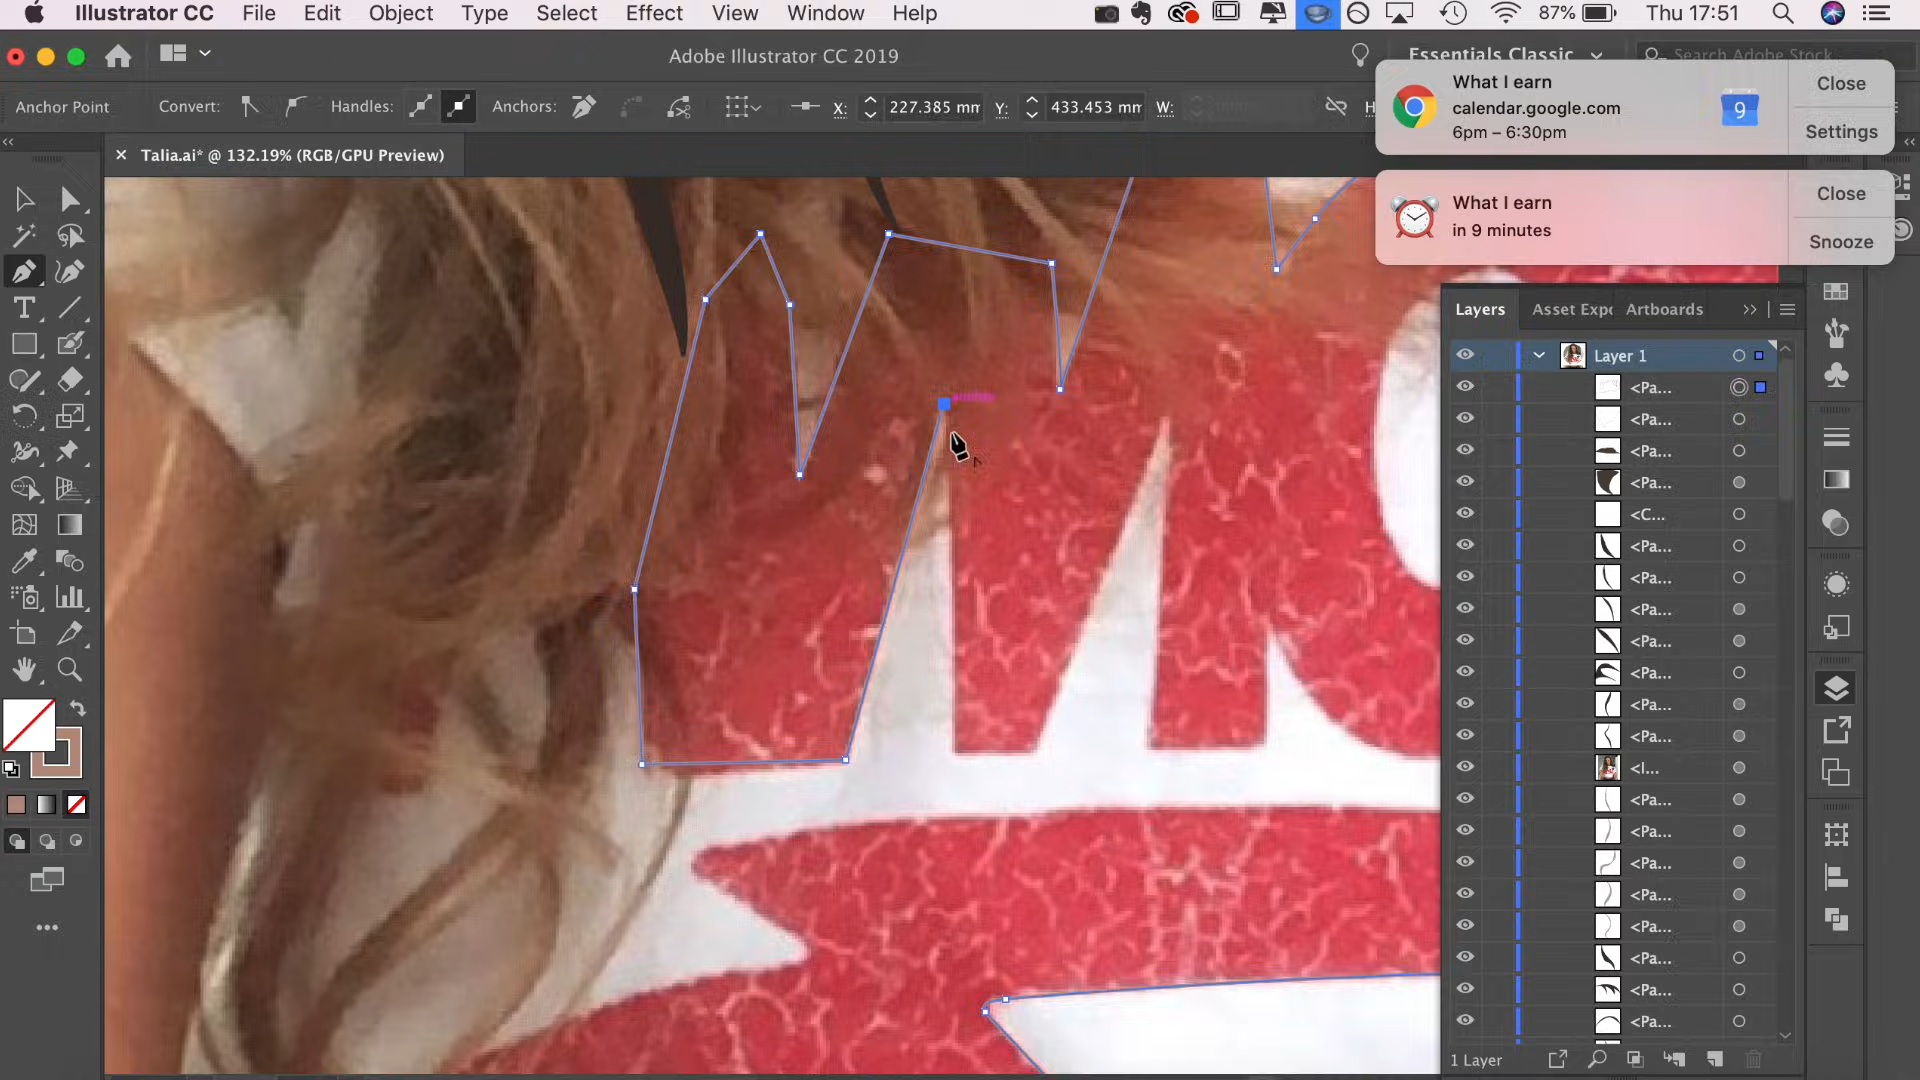 Illustrator CC File Edit Object Type Select Effect View Window Help 87% Thu 17:51
Adobe Illustrator CC 2019 Essentials Classic Search Adobe Stock
Anchor Point Convert: Handles: Anchors: X: 227.385 mm Y: 433.453 mm W:
What I earn
calendar.google.com
6pm – 6:30pm
9
Close
Settings
× Talia.ai* @ 132.19% (RGB/GPU Preview)
What I earn
in 9 minutes
Close
Snooze
Layers Asset Expo Artboards
Layer 1
<Pa...
<Pa...
<Pa...
<Pa...
<C...
<Pa...
<Pa...
<Pa...
<Pa...
<Pa...
<Pa...
<Pa...
<I...
<Pa...
<Pa...
<Pa...
<Pa...
<Pa...
<Pa...
<Pa...
<Pa...
1 Layer